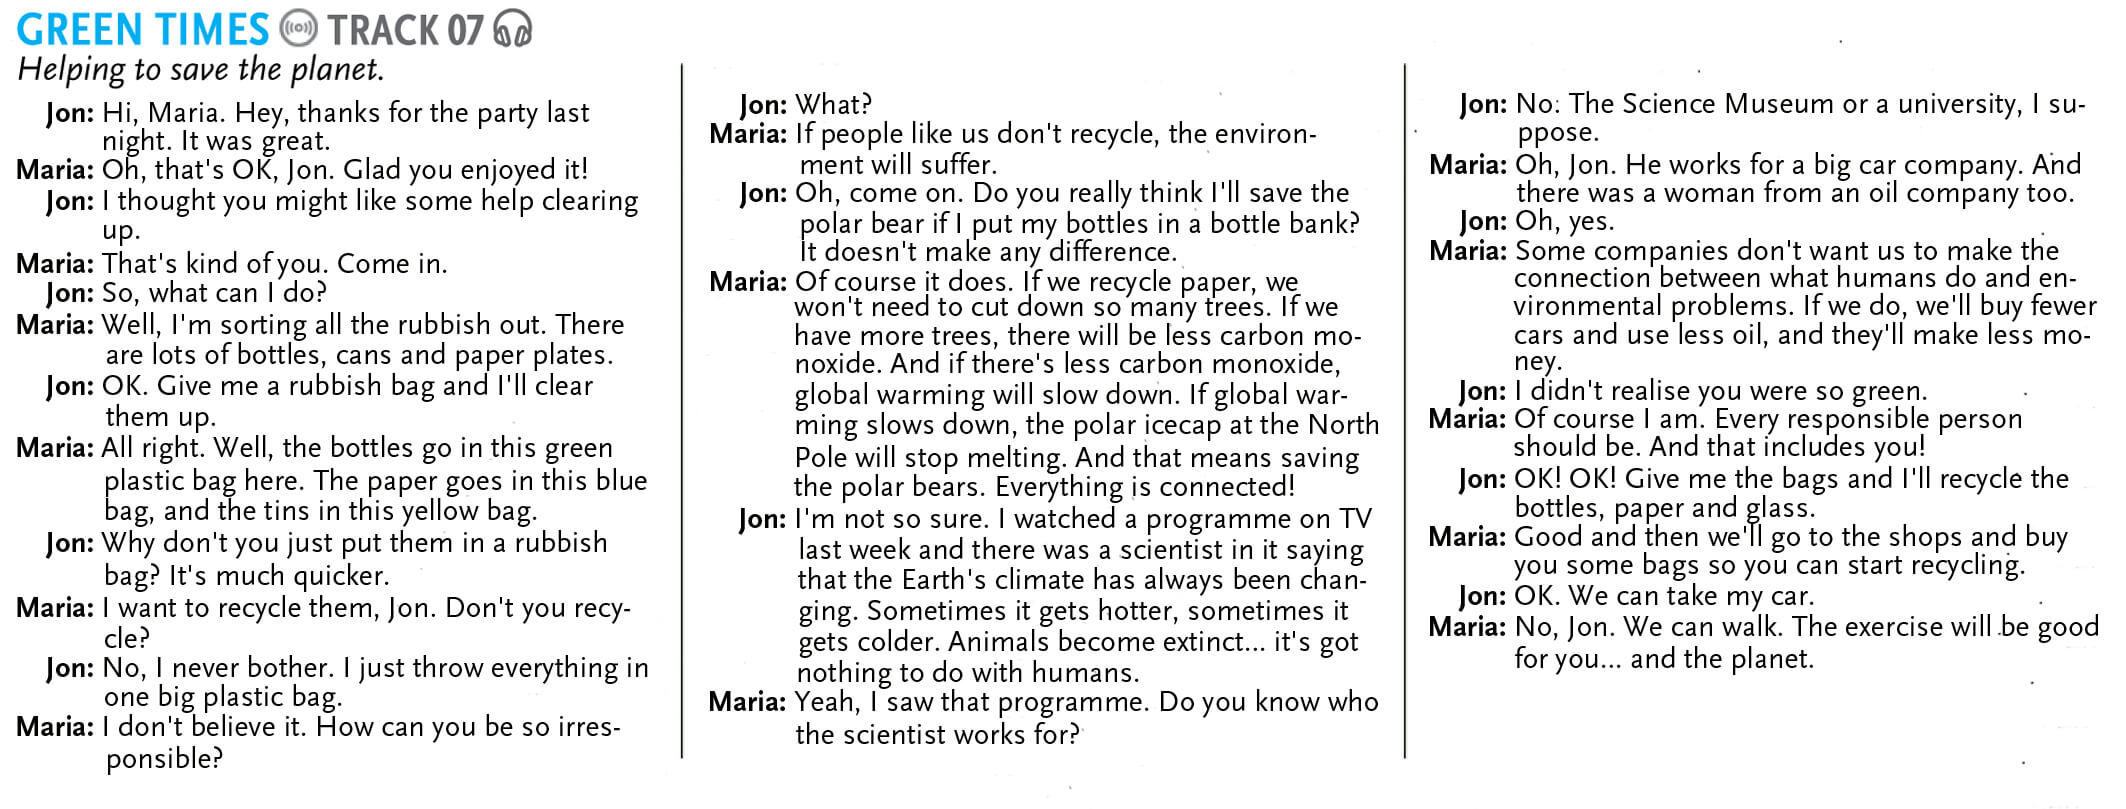 GREEN TIMES TRACK 07
Helping to save the planet.
Jon: Hi, Maria. Hey, thanks for the party last
night. It was great.
Maria: Oh, that's OK, Jon. Glad you enjoyed it!
Jon: I thought you might like some help clearing
up.
Maria: That's kind of you. Come in.
Jon: So, what can I do?
Maria: Well, I'm sorting all the rubbish out. There
are lots of bottles, cans and paper plates.
Jon: OK. Give me a rubbish bag and I'll clear
them up.
Maria: All right. Well, the bottles go in this green
plastic bag here. The paper goes in this blue
bag, and the tins in this yellow bag.
Jon: Why don't you just put them in a rubbish
bag? It's much quicker.
Maria: I want to recycle them, Jon. Don't you recy-
cle?
Jon: No, I never bother. I just throw everything in
one big plastic bag.
Maria: I don't believe it. How can you be so irres-
ponsible?
Jon: What?
Maria: If people like us don't recycle, the environ-
ment will suffer.
Jon: Oh, come on. Do you really think I'll save the
polar bear if I put my bottles in a bottle bank?
It doesn't make any difference.
Maria: Of course it does. If we recycle paper, we
won't need to cut down so many trees. If we
have more trees, there will be less carbon mo-
noxide. And if there's less carbon monoxide,
global warming will slow down. If global war-
ming slows down, the polar icecap at the North
Pole will stop melting. And that means saving
the polar bears. Everything is connected!
Jon: I'm not so sure. I watched a programme on TV
last week and there was a scientist in it saying
that the Earth's climate has always been chan-
ging. Sometimes it gets hotter, sometimes it
gets colder. Animals become extinct... it's got
nothing to do with humans.
Maria: Yeah, I saw that programme. Do you know who
the scientist works for?
Jon: No. The Science Museum or a university, I su-
ppose.
Maria: Oh, Jon. He works for a big car company. And
there was a woman from an oil company too.
Jon: Oh, yes.
Maria: Some companies don't want us to make the
connection between what humans do and en-
vironmental problems. If we do, we'll buy fewer
cars and use less oil, and they'll make less mo-
ney.
Jon: I didn't realise you were so green.
Maria: Of course I am. Every responsible person
should be. And that includes you!
Jon: OK! OK! Give me the bags and I'll recycle the
bottles, paper and glass.
Maria: Good and then we'll go to the shops and buy
you some bags so you can start recycling.
Jon: OK. We can take my car.
Maria: No, Jon. We can walk. The exercise will be good
for you... and the planet.